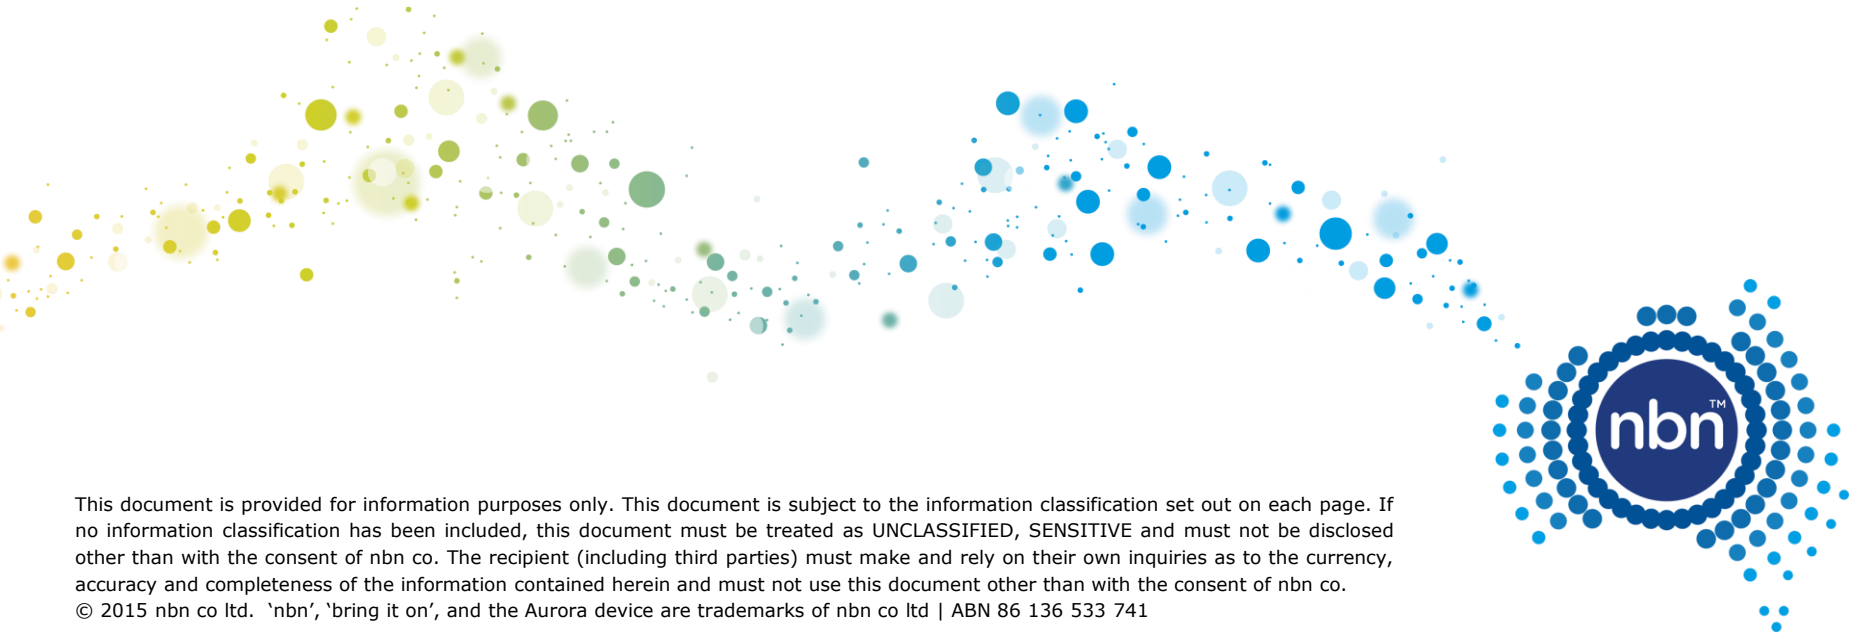 nbn™
This document is provided for information purposes only. This document is subject to the information classification set out on each page. If
no information classification has been included, this document must be treated as UNCLASSIFIED, SENSITIVE and must not be disclosed
other than with the consent of nbn co. The recipient (including third parties) must make and rely on their own inquiries as to the currency,
accuracy and completeness of the information contained herein and must not use this document other than with the consent of nbn co.
© 2015 nbn co ltd.  ‘nbn’, ‘bring it on’, and the Aurora device are trademarks of nbn co ltd | ABN 86 136 533 741